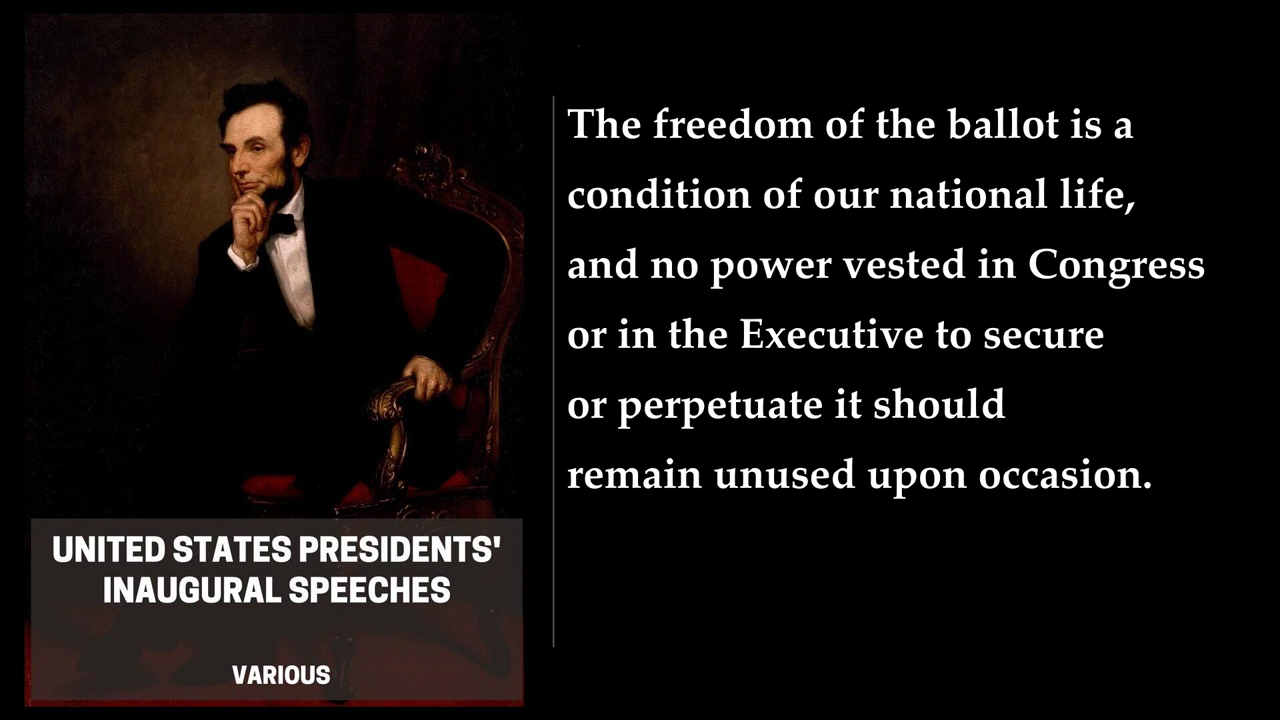 The freedom of the ballot is a
condition of our national life,
and no power vested in Congress
or in the Executive to secure
or perpetuate it should
remain unused upon occasion.
UNITED STATES PRESIDENTS'
INAUGURAL SPEECHES
VARIOUS